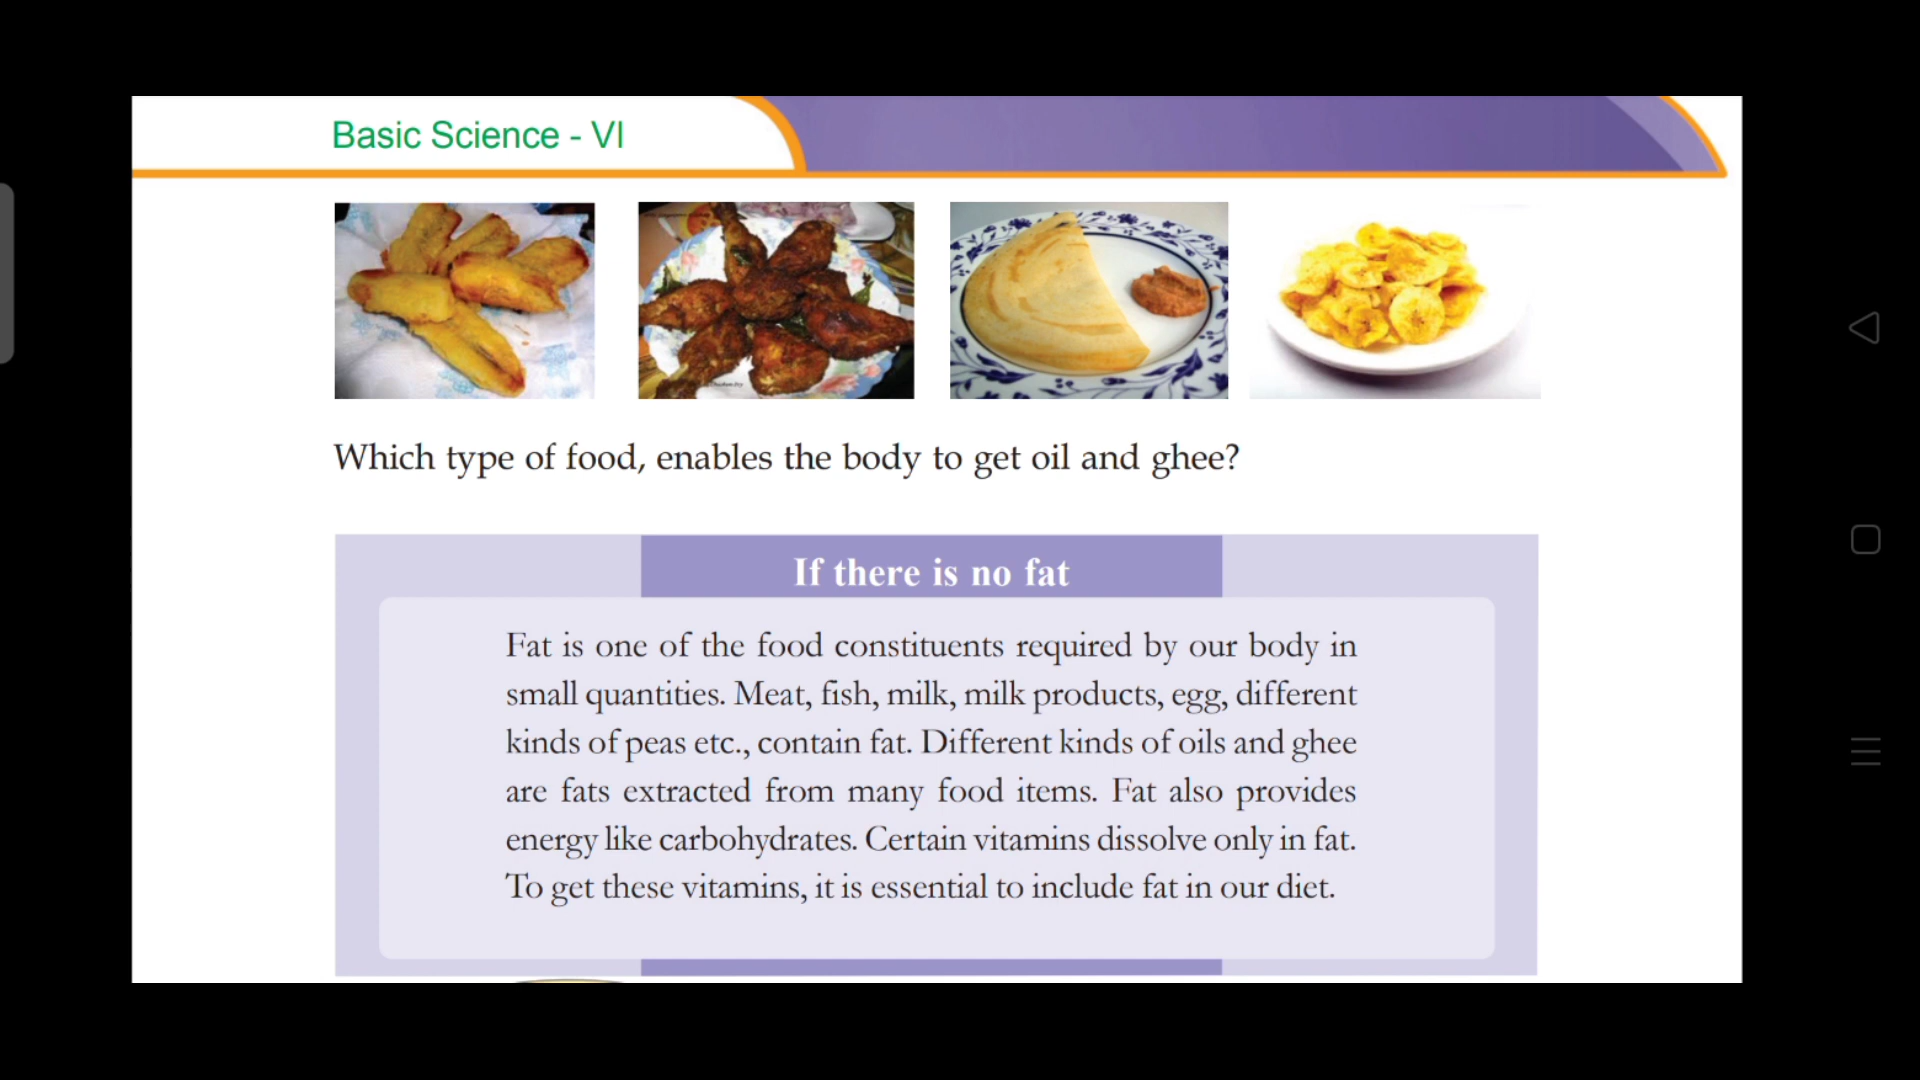 Basic Science - VI
Which type of food, enables the body to get oil and ghee?
If there is no fat
Fat is one of the food constituents required by our body in
small quantities. Meat, fish, milk, milk products, egg, different
kinds of peas etc., contain fat. Different kinds of oils and ghee
are fats extracted from many food items. Fat also provides
energy like carbohydrates. Certain vitamins dissolve only in fat.
To get these vitamins, it is essential to include fat in our diet.